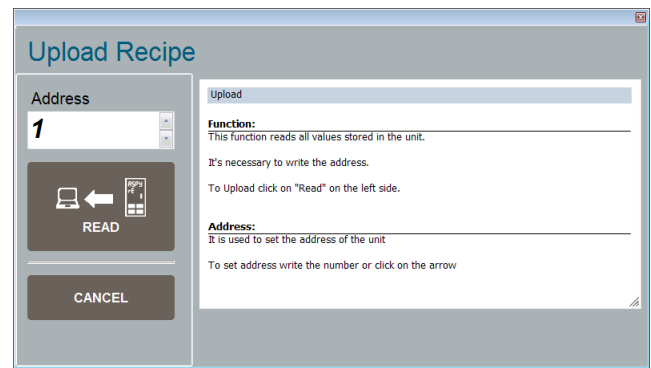 Upload Recipe
Address
1
READ
CANCEL
Upload
Function:
This function reads all values stored in the unit.
It's necessary to write the address.
To Upload click on "Read" on the left side.
Address:
It is used to set the address of the unit
To set address write the number or click on the arrow